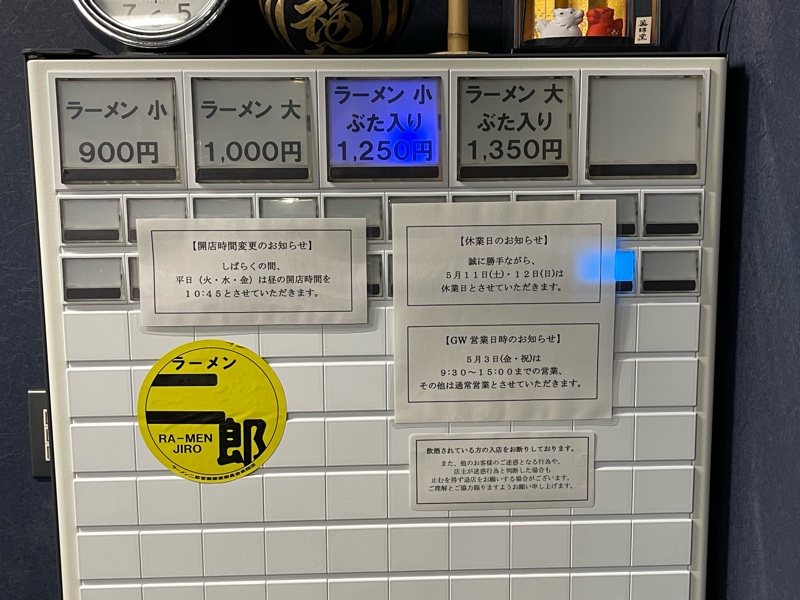 7 6 5
福
ラーメン 小
900円
ラーメン 大
1,000円
ラーメン 小
ぶた入り
1,250円
ラーメン 大
ぶた入り
1,350円
【開店時間変更のお知らせ】
しばらくの間、
平日（火・水・金）は昼の開店時間を
10:45とさせていただきます。
【休業日のお知らせ】
誠に勝手ながら、
5月11日(土)・12日(日)は
休業日とさせていただきます。
【GW 営業日時のお知らせ】
5月3日(金・祝)は
9:30～15:00までの営業、
その他は通常営業とさせていただきます。
ラーメン
二郎
RA-MEN
JIRO
飲酒されている方の入店をお断りしております。
また、他のお客様のご迷惑となる行為や、
店主が迷惑行為と判断した場合も
止むを得ず退店をお願いする場合がございます。
ご理解とご協力賜りますようお願い申し上げます。